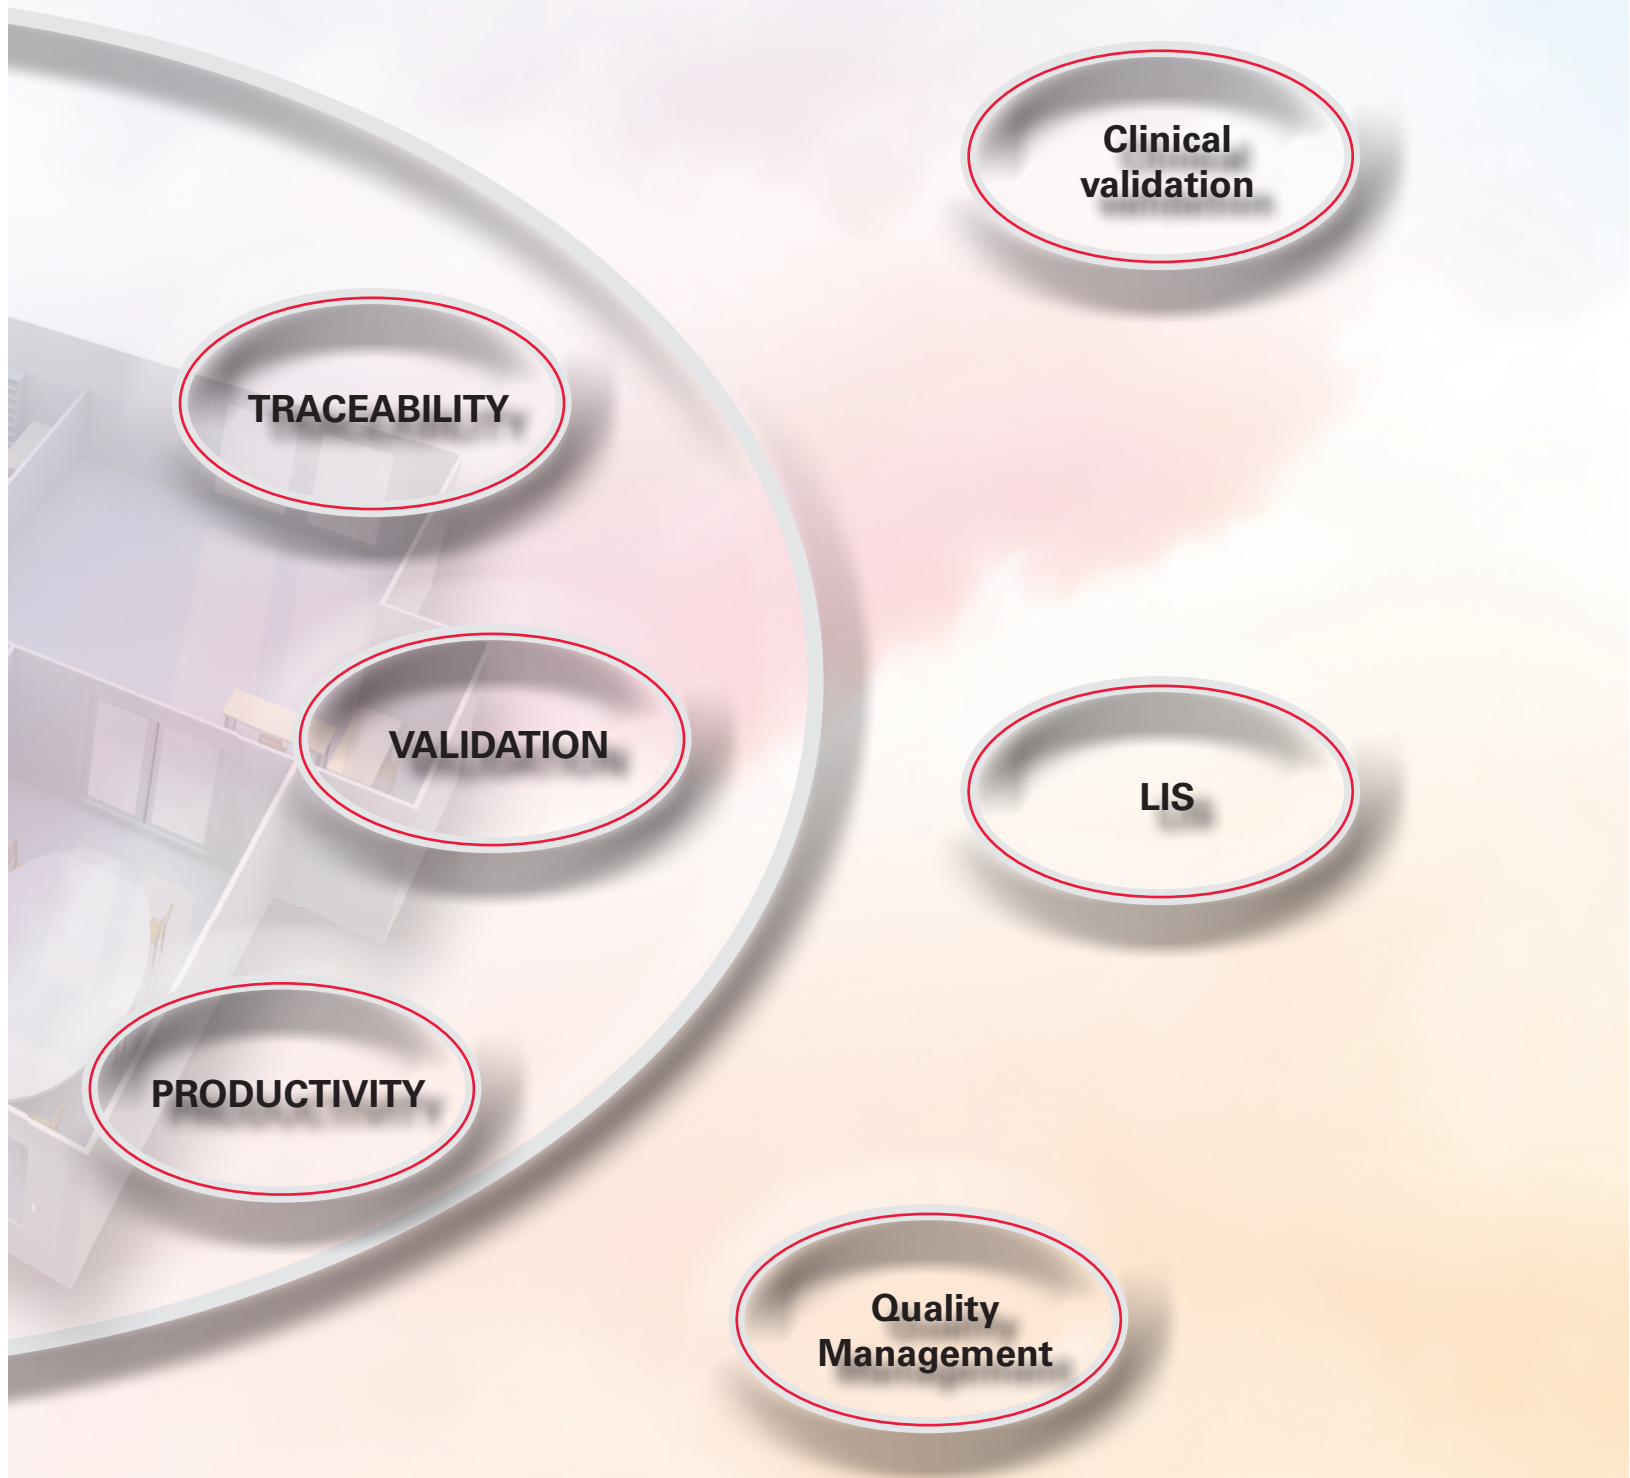 Clinical
validation
TRACEABILITY
VALIDATION
LIS
PRODUCTIVITY
Quality
Management